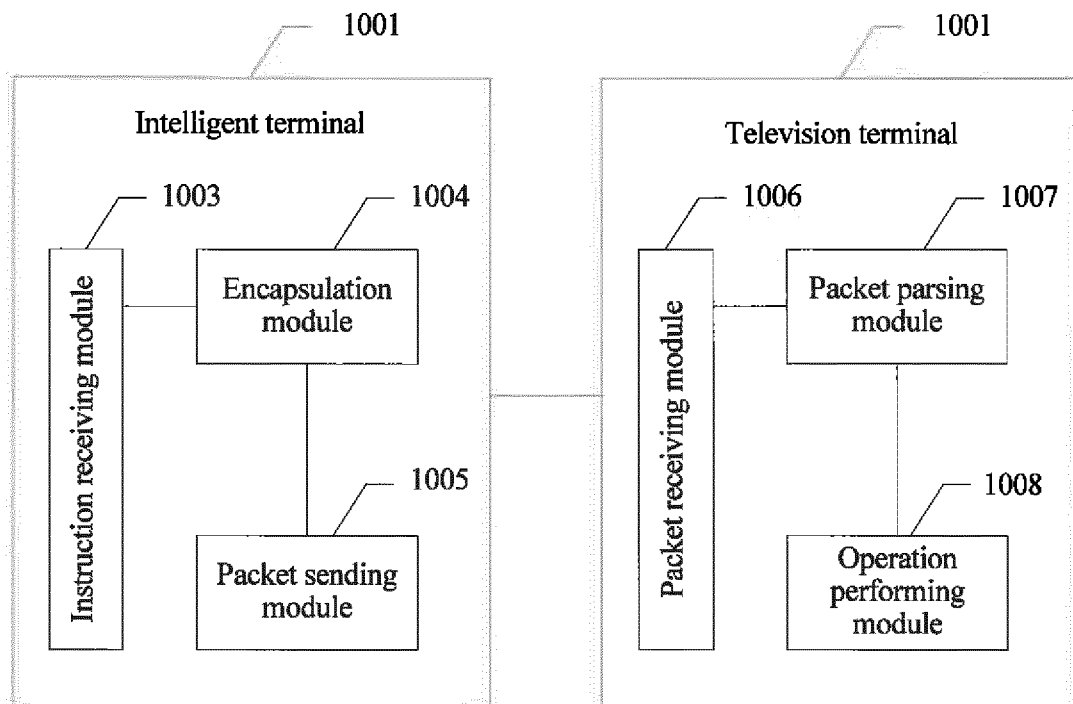 1001
1001
Intelligent terminal
Television terminal
1003
1004
1006
1007
Instruction receiving module
Encapsulation
module
Packet receiving module
Packet parsing
module
1005
1008
Packet sending
module
Operation
performing
module